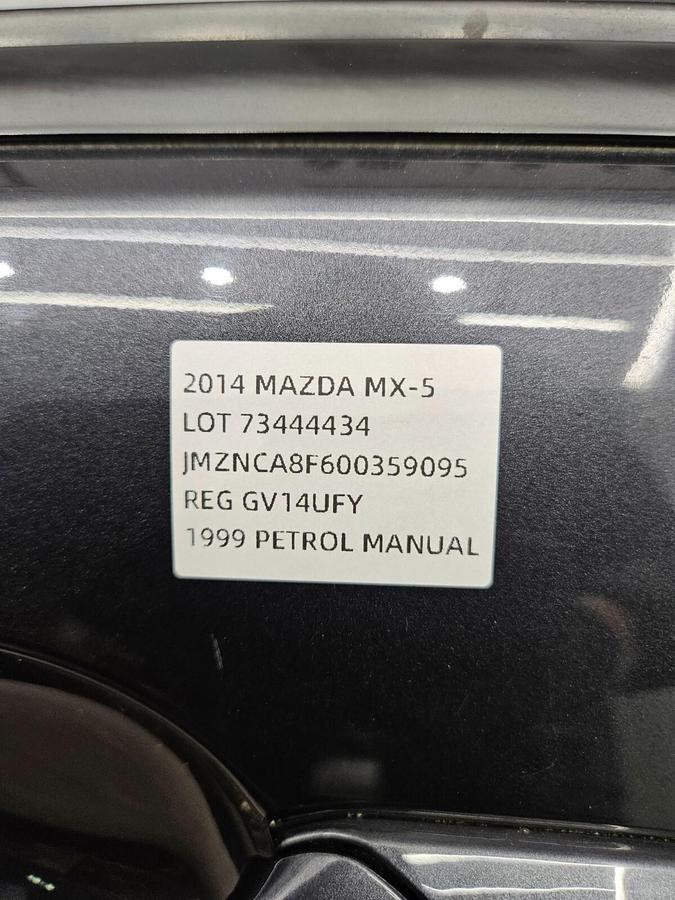 2014 MAZDA MX-5
LOT 73444434
JMZNCA8F600359095
REG GV14UFY
1999 PETROL MANUAL